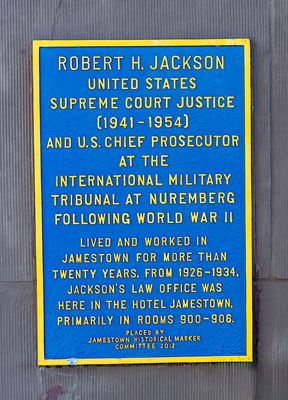 ROBERT H. JACKSON
UNITED STATES
SUPREME COURT JUSTICE
(1941-1954)
AND U.S. CHIEF PROSECUTOR
AT THE
INTERNATIONAL MILITARY
TRIBUNAL AT NUREMBERG
FOLLOWING WORLD WAR II
LIVED AND WORKED IN
JAMESTOWN FOR MORE THAN
TWENTY YEARS. FROM 1926-1934,
JACKSON'S LAW OFFICE WAS
HERE IN THE HOTEL JAMESTOWN,
PRIMARILY IN ROOMS 900-906.
PLACED BY
JAMESTOWN HISTORICAL MARKER
COMMITTEE 2012